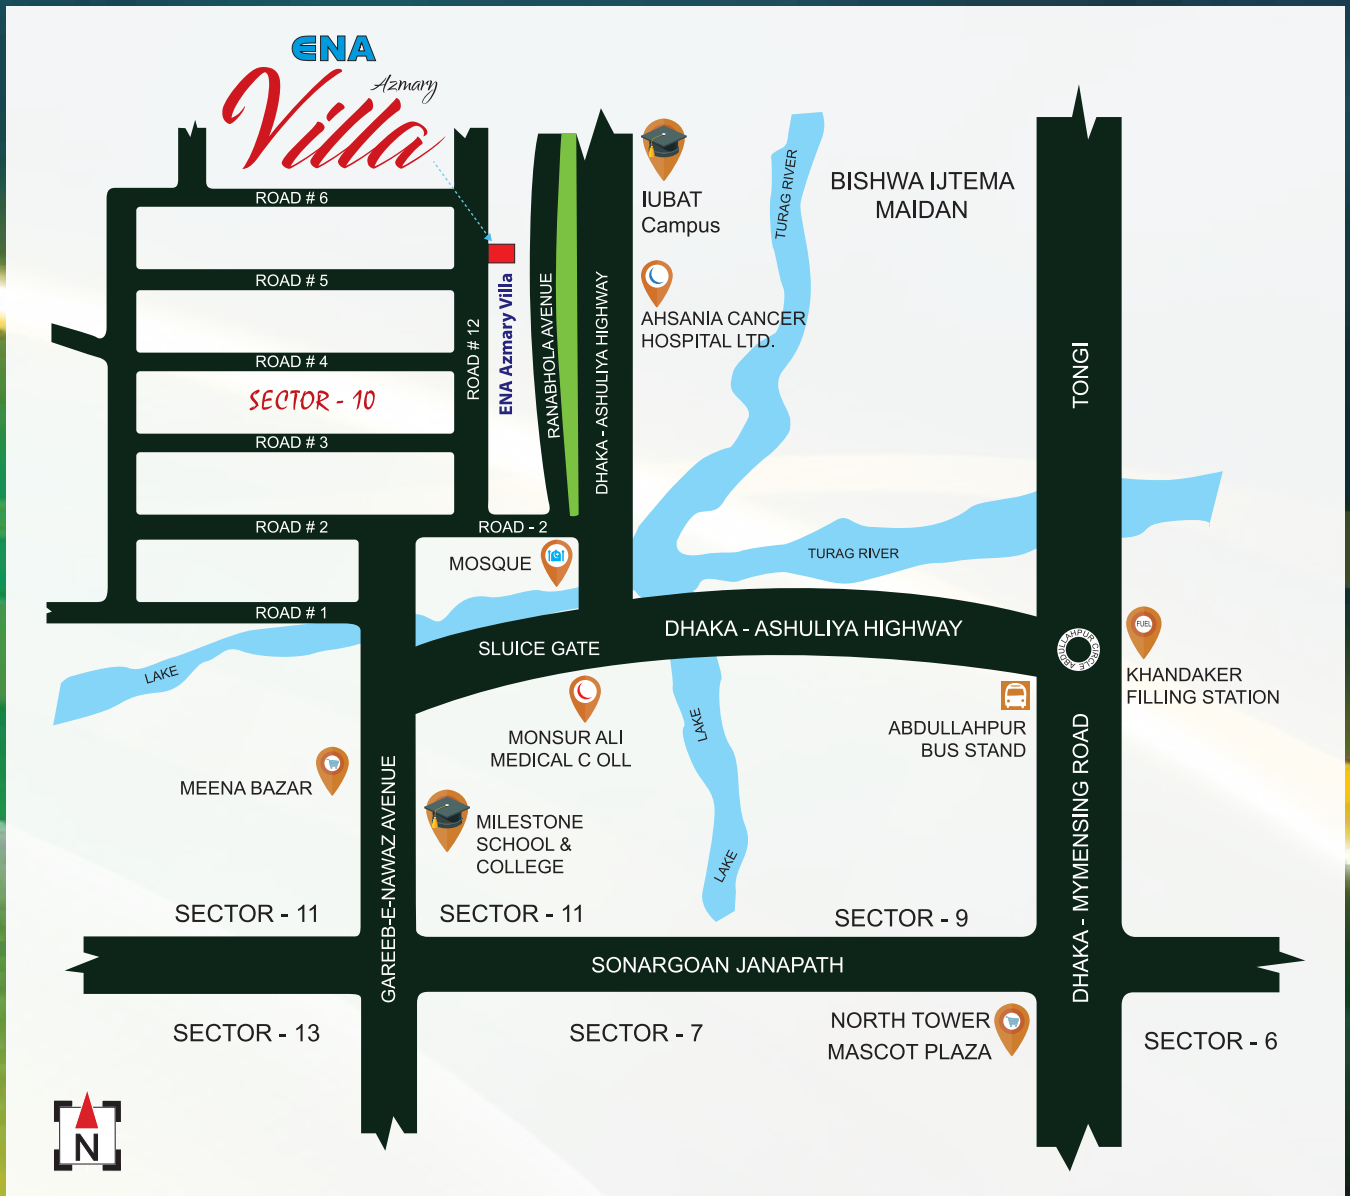 ENA
Azmary
Villa
ROAD # 6
ROAD # 5
ROAD # 4
SECTOR - 10
ROAD # 3
ROAD # 2
ROAD # 1
ROAD # 12
ENA Azmary Villa
RANABHOLA AVENUE
DHAKA - ASHULIYA HIGHWAY
ROAD - 2
MOSQUE
IUBAT
Campus
AHSANIA CANCER
HOSPITAL LTD.
TURAG RIVER
BISHWA IJTEMA
MAIDAN
TONGI
TURAG RIVER
DHAKA - ASHULIYA HIGHWAY
SLUICE GATE
ABDULLAHPUR CIRCLE
FUEL
KHANDAKER
FILLING STATION
LAKE
MONSUR ALI
MEDICAL C OLL
LAKE
ABDULLAHPUR
BUS STAND
MEENA BAZAR
GAREEB-E-NAWAZ AVENUE
MILESTONE
SCHOOL &
COLLEGE
LAKE
DHAKA - MYMENSING ROAD
SECTOR - 11
SECTOR - 11
SECTOR - 9
SONARGOAN JANAPATH
SECTOR - 13
SECTOR - 7
NORTH TOWER
MASCOT PLAZA
SECTOR - 6
N